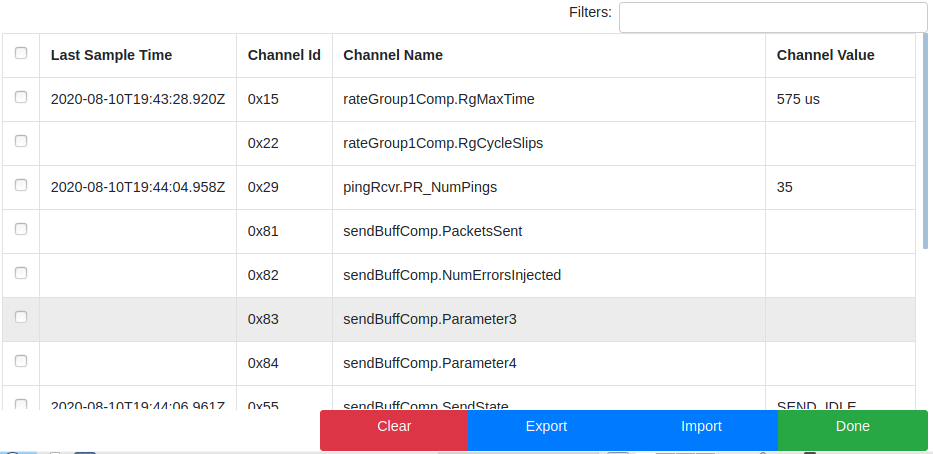 Filters:
Last Sample Time Channel Id Channel Name Channel Value
2020-08-10T19:43:28.920Z 0x15 rateGroup1Comp.RgMaxTime 575 us
0x22 rateGroup1Comp.RgCycleSlips
2020-08-10T19:44:04.958Z 0x29 pingRcvr.PR_NumPings 35
0x81 sendBuffComp.PacketsSent
0x82 sendBuffComp.NumErrorsInjected
0x83 sendBuffComp.Parameter3
0x84 sendBuffComp.Parameter4
2020-08-10T19:44:06.961Z 0x55 sendBuffComp.SendState SEND_IDLE
Clear Export Import Done